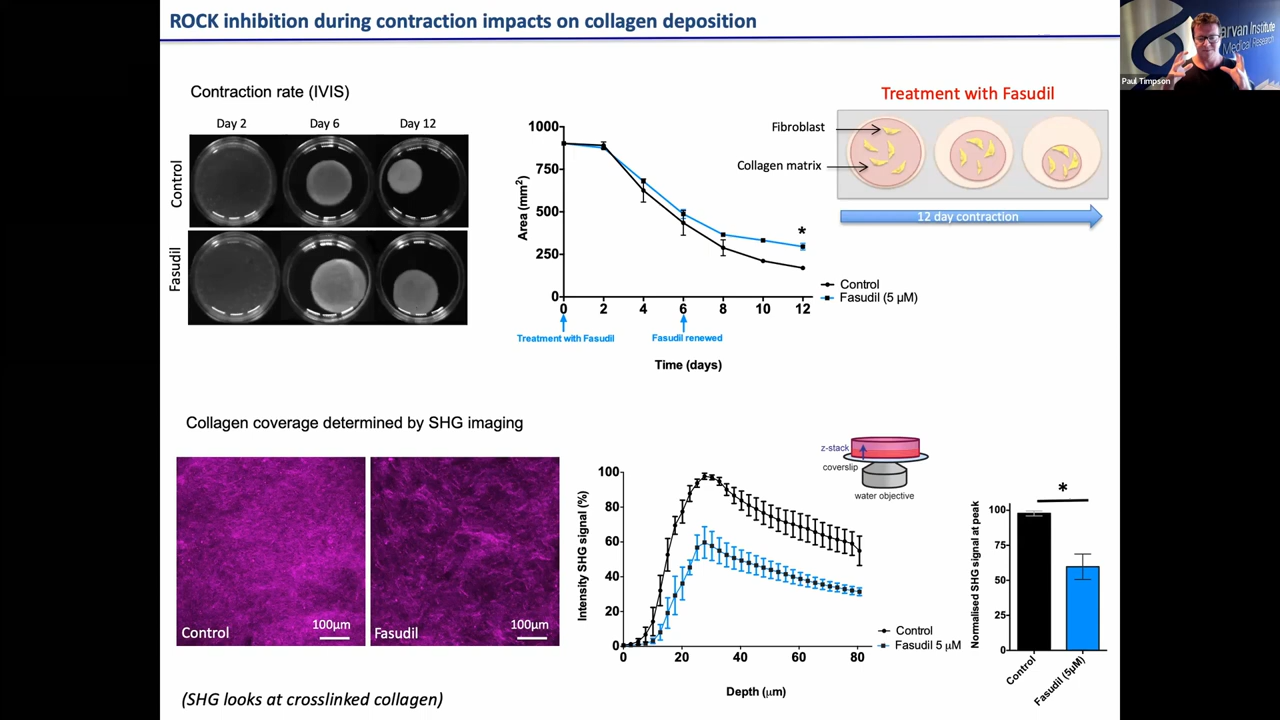 ROCK inhibition during contraction impacts on collagen deposition
arvan Institute
Medical Research
Paul Timpson
Contraction rate (IVIS)
Day 2
Day 6
Day 12
Control
Fasudil
1000
750
500
250
0
Area (mm²)
0
2
4
6
8
10
12
*
Treatment with Fasudil
Fasudil renewed
Time (days)
Control
Fasudil (5 µM)
Treatment with Fasudil
Fibroblast
Collagen matrix
12 day contraction
Collagen coverage determined by SHG imaging
Control
100µm
Fasudil
100µm
(SHG looks at crosslinked collagen)
100
80
60
40
20
0
Intensity SHG signal (%)
0
20
40
60
80
Depth (µm)
Control
Fasudil 5 µM
z-stack
coverslip
water objective
*
100
75
50
25
0
Normalised SHG signal at peak
Control
Fasudil (5µM)